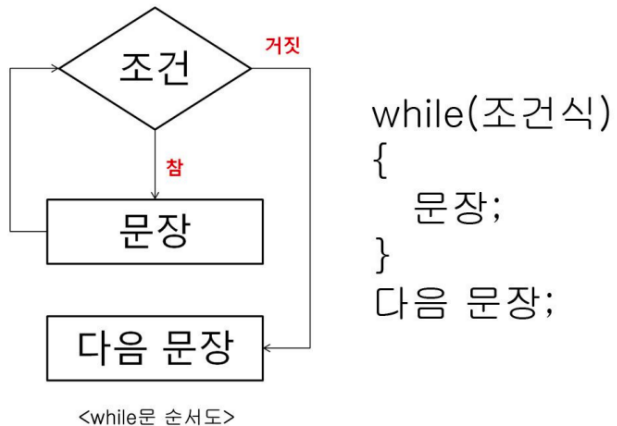 조건
거짓
참
문장
다음 문장
<while문 순서도>
while(조건식)
{
문장;
}
다음 문장;